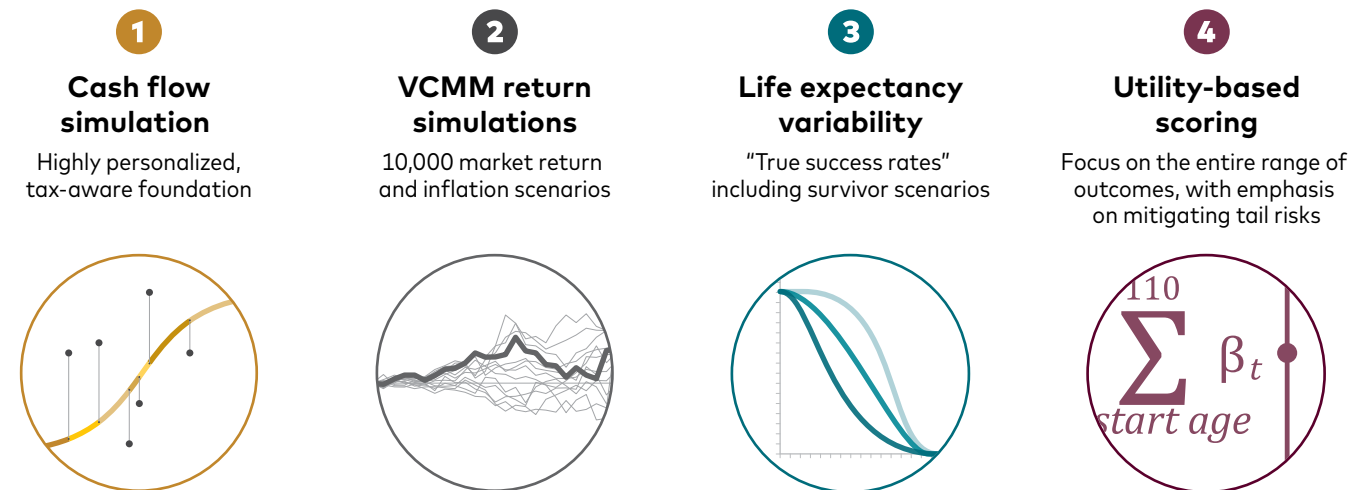 1
Cash flow
simulation
Highly personalized,
tax-aware foundation
2
VCMM return
simulations
10,000 market return
and inflation scenarios
3
Life expectancy
variability
“True success rates”
including survivor scenarios
4
Utility-based
scoring
Focus on the entire range of
outcomes, with emphasis
on mitigating tail risks
110
∑ βt
start age